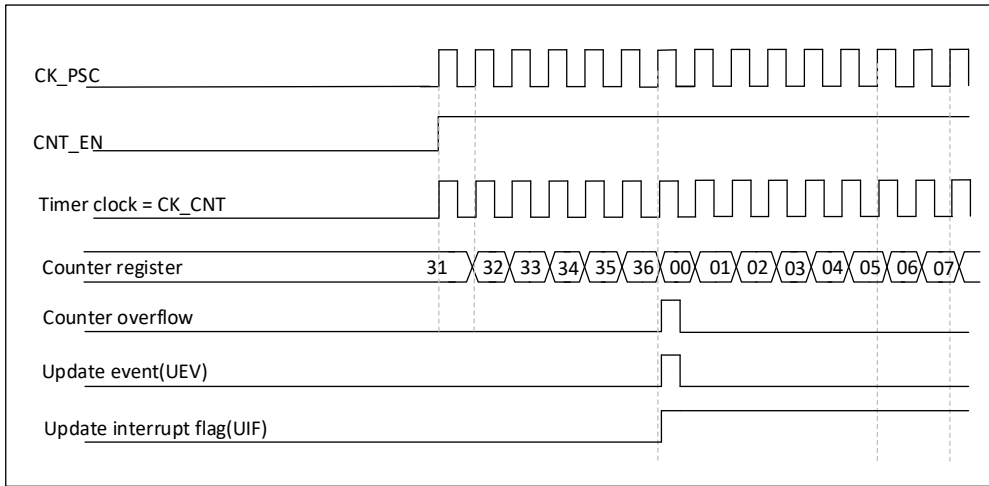 CK_PSC
CNT_EN
Timer clock = CK_CNT
Counter register 31 32 33 34 35 36 00 01 02 03 04 05 06 07
Counter overflow
Update event(UEV)
Update interrupt flag(UIF)